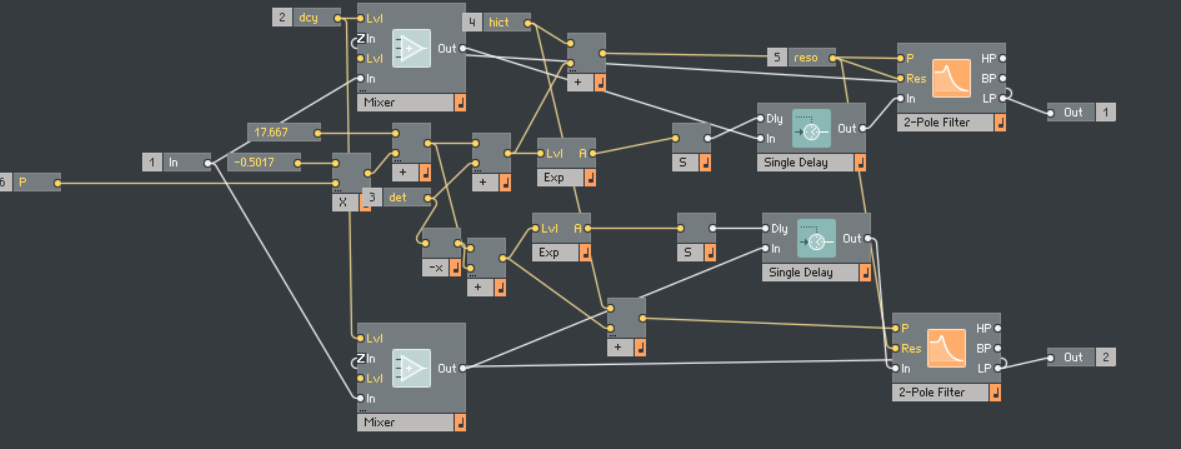 2 dcy
Lvl
zIn
Lvl
In
Out
Mixer
4 hict
+
5 reso
P
Res
In
HP
BP
LP
2-Pole Filter
Out 1
17.667
1 In
-0.5017
6 P
X
+
3 det
+
Lvl A
Exp
S
Dly
In
Out
Single Delay
-x
+
Lvl A
Exp
S
Dly
In
Out
Single Delay
+
Lvl
zIn
Lvl
In
Out
Mixer
P
Res
In
HP
BP
LP
2-Pole Filter
Out 2